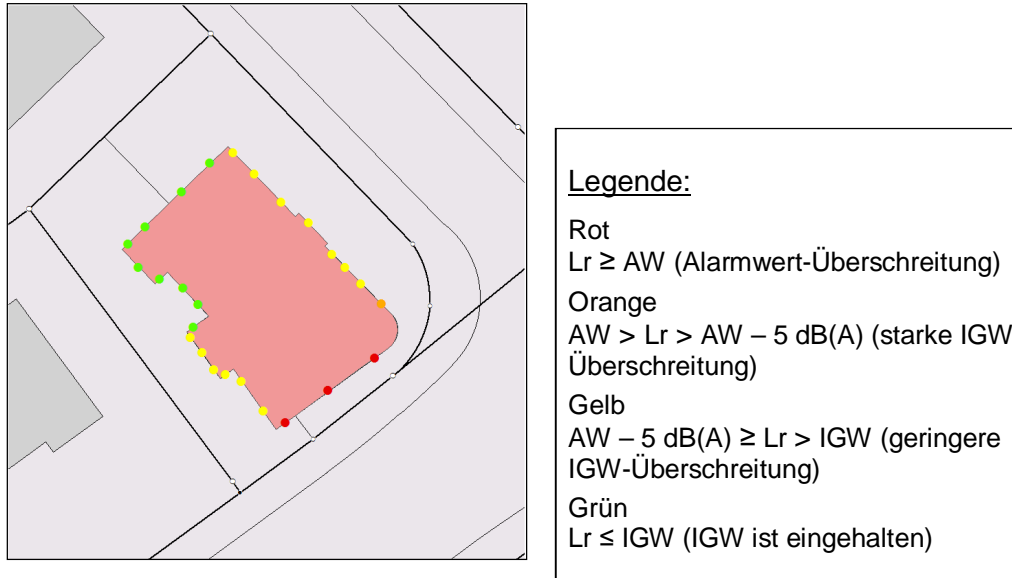 Legende:
Rot
Lr ≥ AW (Alarmwert-Überschreitung)
Orange
AW > Lr > AW – 5 dB(A) (starke IGW
Überschreitung)
Gelb
AW – 5 dB(A) ≥ Lr > IGW (geringere
IGW-Überschreitung)
Grün
Lr ≤ IGW (IGW ist eingehalten)